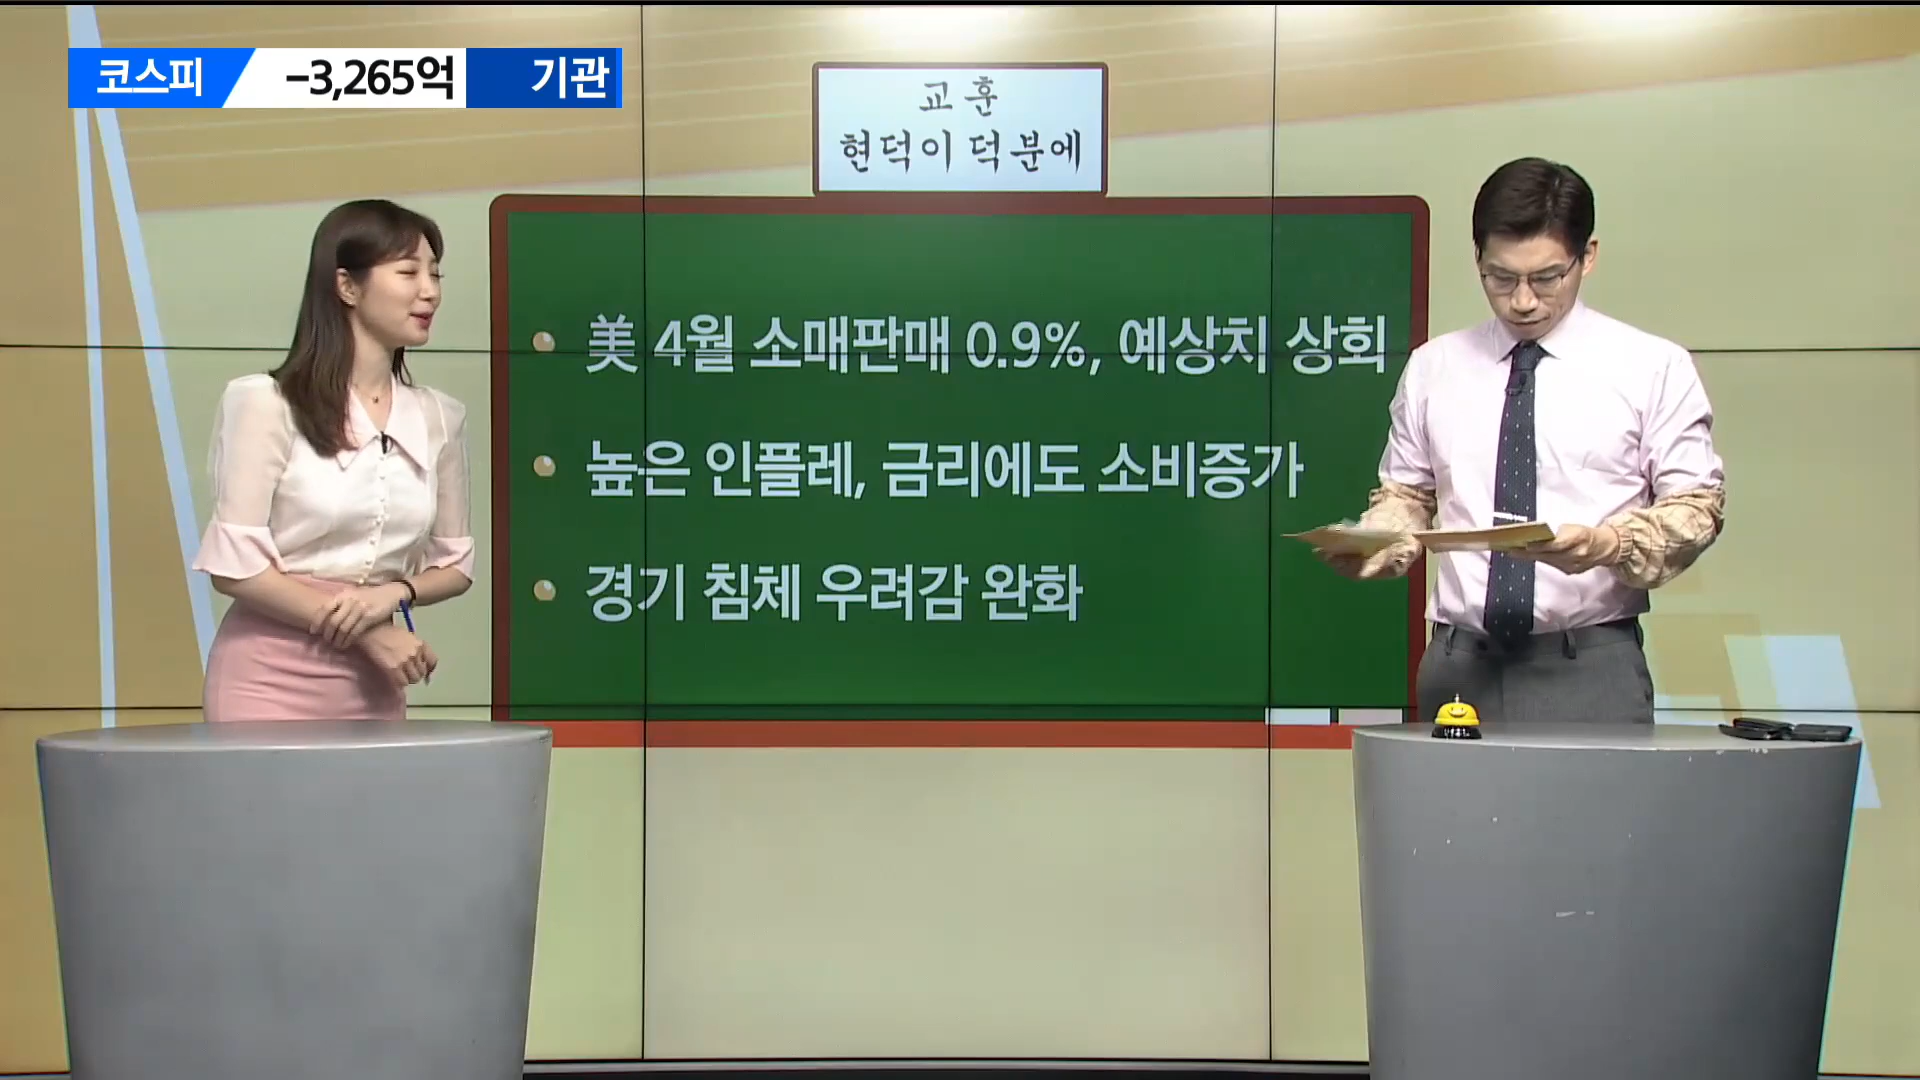 코스피 -3,265억 기관
교훈
현덕이 덕분에
美 4월 소매판매 0.9%, 예상치 상회
높은 인플레, 금리에도 소비증가
경기 침체 우려감 완화